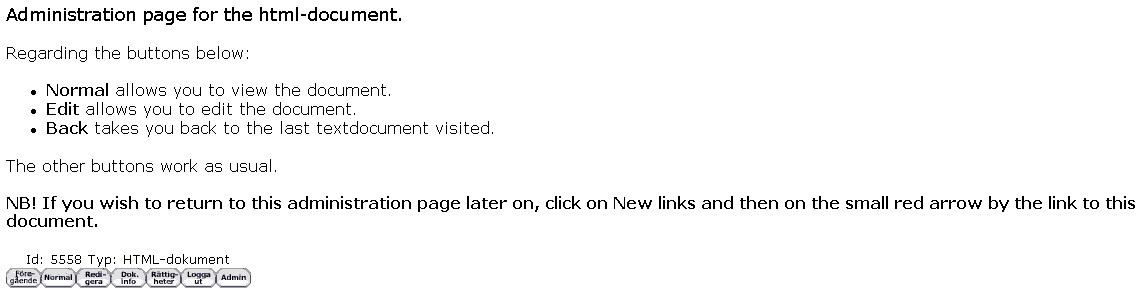 Administration page for the html-document.
Regarding the buttons below:
• Normal allows you to view the document.
• Edit allows you to edit the document.
• Back takes you back to the last textdocument visited.
The other buttons work as usual.
NB! If you wish to return to this administration page later on, click on New links and then on the small red arrow by the link to this
document.
Id: 5558 Typ: HTML-dokument
Före-
gående
Normal
Redi-
gera
Dok.
info
Rättig-
heter
Logga
ut
Admin